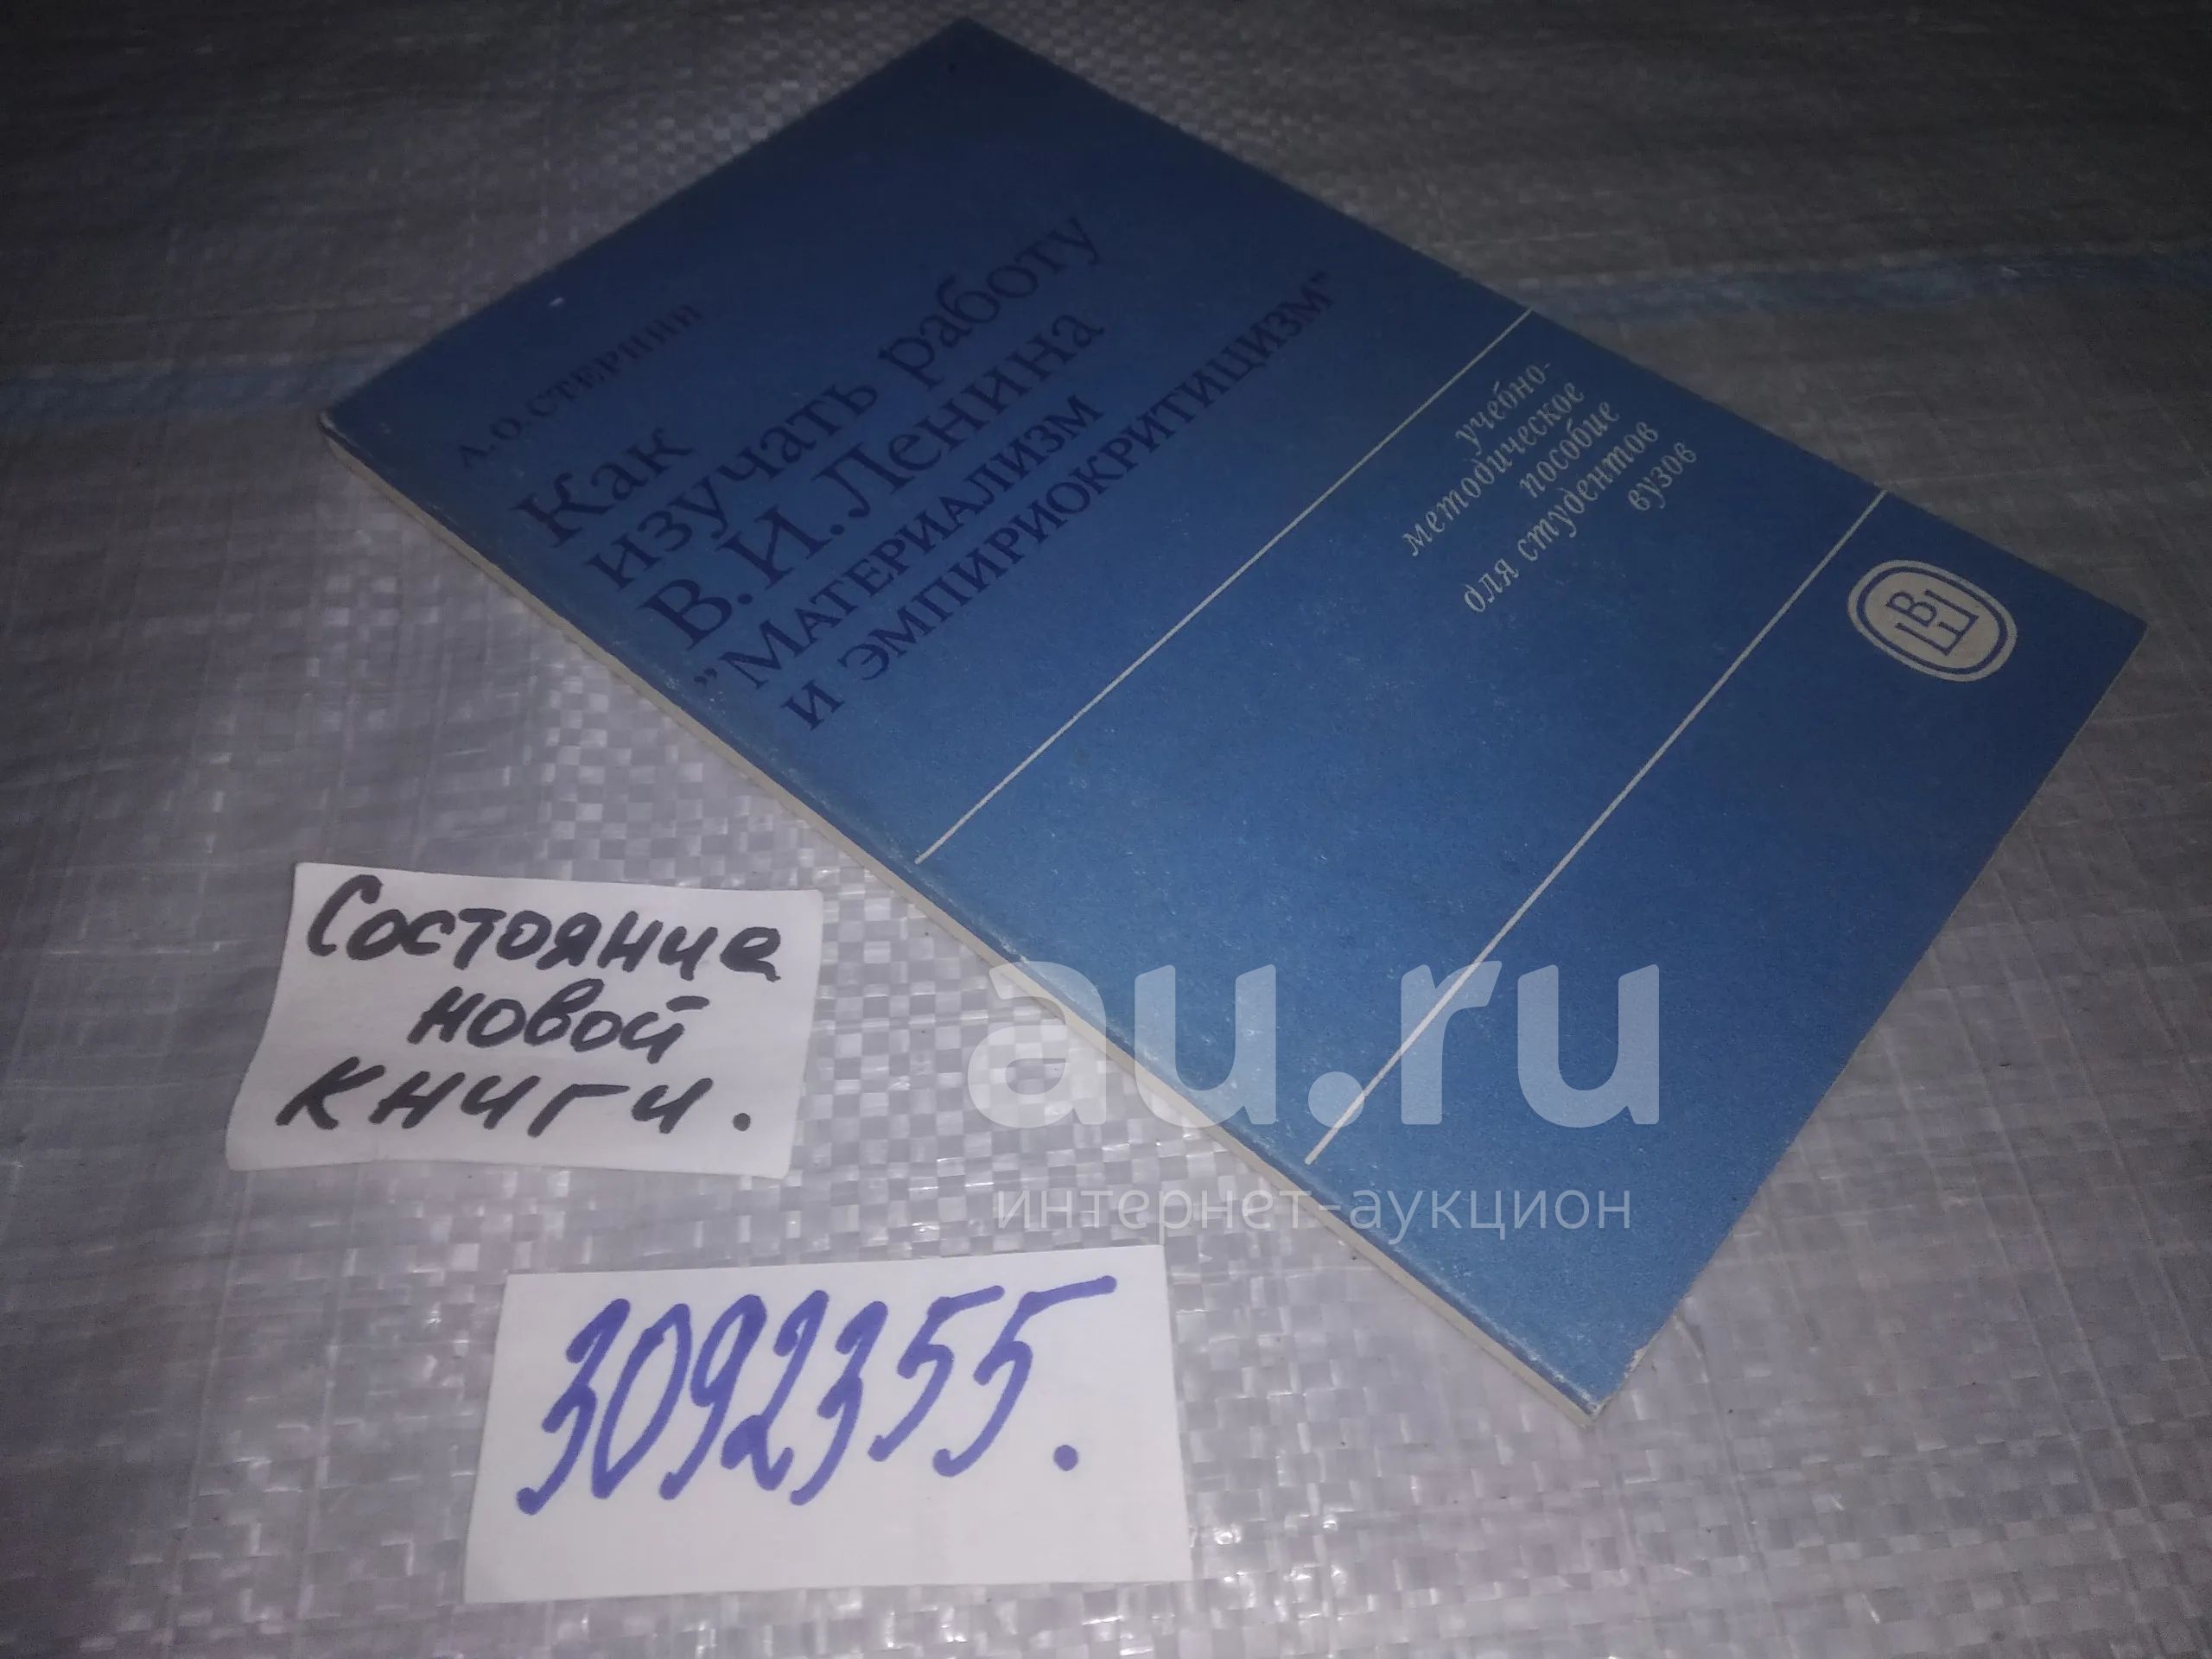 А. О. СТЕРНИН
Как
изучать работу
В. И. Ленина
„Материализм
и эмпириокритицизм"
учебно-
методическое
пособие
для студентов
вузов
Состояние
новой
книги.
au.ru
интернет-аукцион
3092355.